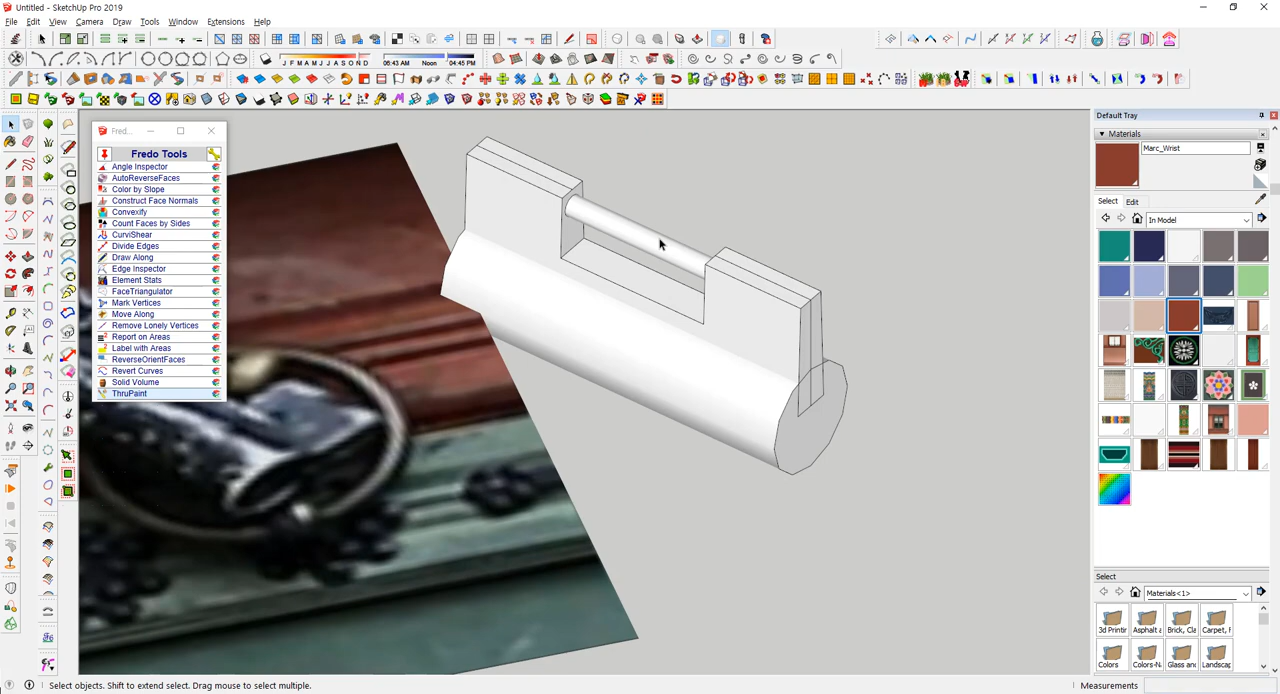 Untitled - SketchUp Pro 2019
File Edit View Camera Draw Tools Window Extensions Help
J F M A M J J A S O N D 06:43 AM Noon 04:45 PM
Default Tray
Materials
Marc_Wrist
Select Edit
In Model
Fred...
Fredo Tools
Angle Inspector
AutoReverseFaces
Color by Slope
Construct Face Normals
Convexify
Count Faces by Sides
CurviShear
Divide Edges
Draw Along
Edge Inspector
Element Stats
FaceTriangulator
Mark Vertices
Move Along
Remove Lonely Vertices
Report on Areas
Label with Areas
ReverseOrientFaces
Revert Curves
Solid Volume
ThruPaint
Select
Materials<1>
3d Printir Asphalt a Brick, Cla Carpet, F
Colors Colors-Na Glass an Landscap
Select objects. Shift to extend select. Drag mouse to select multiple.
Measurements